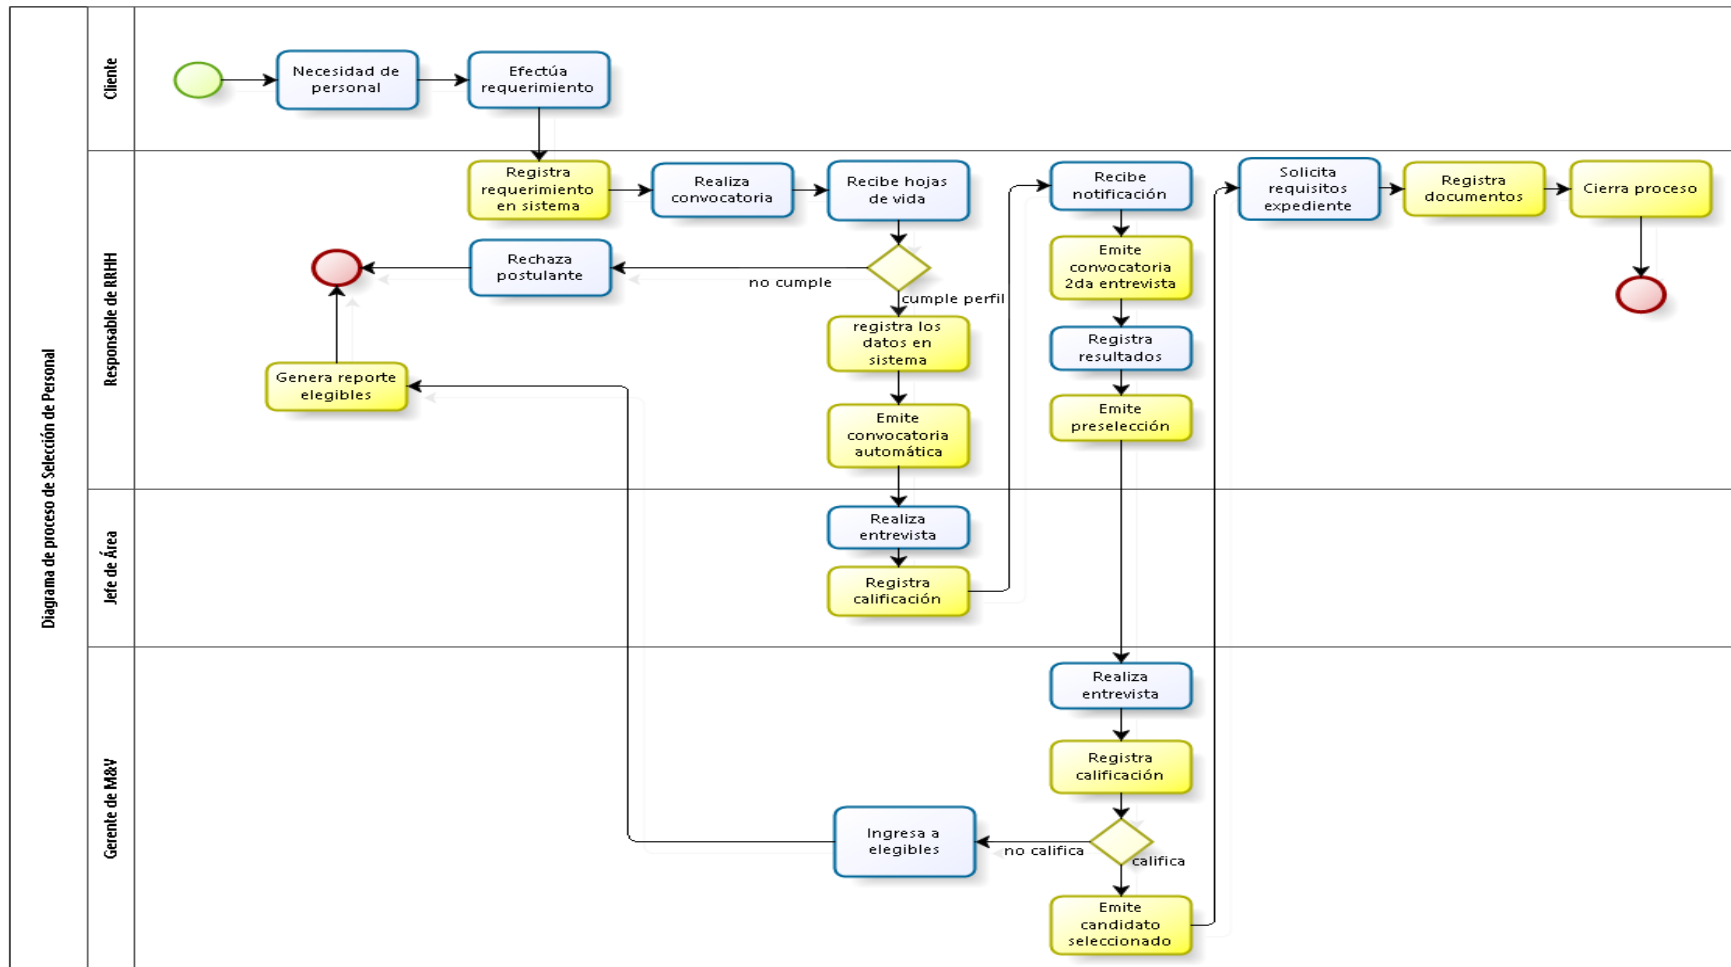 Diagrama de proceso de Selección de Personal
Cliente
Necesidad de
personal
Efectúa
requerimiento
Responsable de RRHH
Registra
requerimiento
en sistema
Realiza
convocatoria
Recibe hojas
de vida
Recibe
notificación
Solicita
requisitos
expediente
Registra
documentos
Cierra proceso
Rechaza
postulante
no cumple
cumple perfil
Emite
convocatoria
2da entrevista
registra los
datos en
sistema
Registra
resultados
Genera reporte
elegibles
Emite
convocatoria
automática
Emite
preselección
Jefe de Área
Realiza
entrevista
Registra
calificación
Gerente de M&V
Realiza
entrevista
Registra
calificación
Ingresa a
elegibles
no califica
califica
Emite
candidato
seleccionado